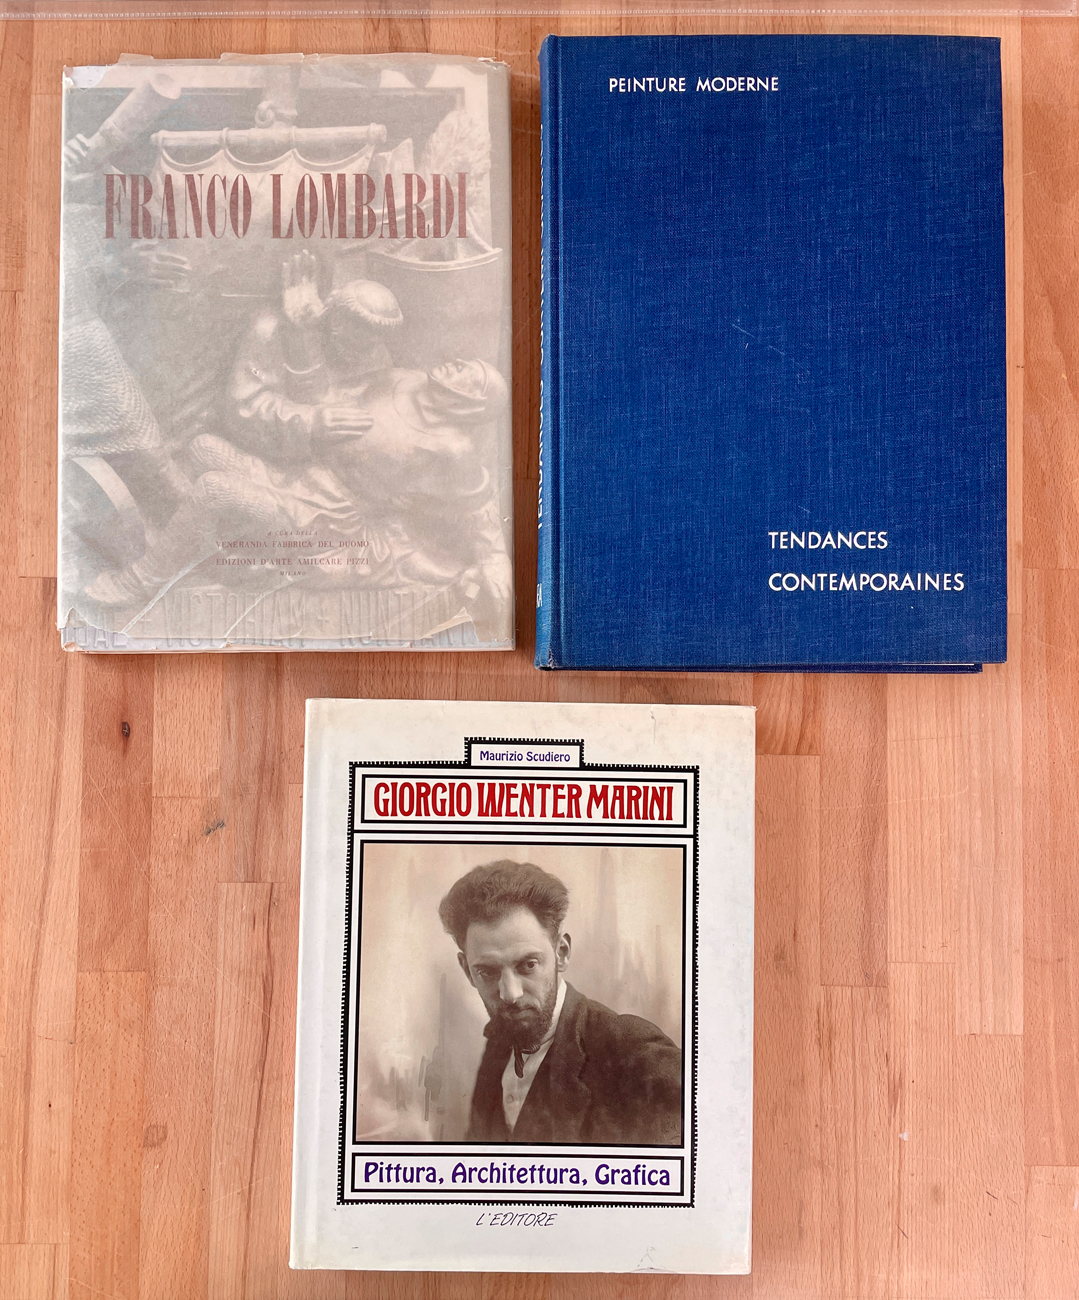 FRANCO LOMBARDI
A CURA DELLA
VENERANDA FABBRICA DEL DUOMO
EDIZIONI D'ARTE AMILCARE PIZZI
MILANO
PEINTURE MODERNE
TENDANCES
CONTEMPORAINES
Maurizio Scudiero
GIORGIO WENTER MARINI
Pittura, Architettura, Grafica
L'EDITORE